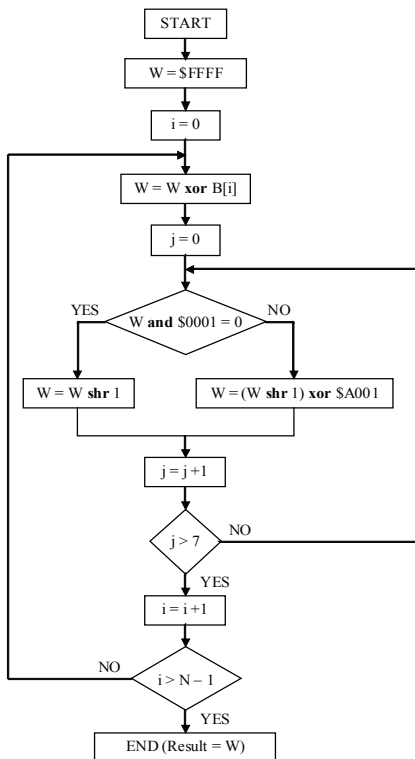 START
W = $FFFF
i = 0
W = W xor B[i]
j = 0
YES
W and $0001 = 0
NO
W = W shr 1
W = (W shr 1) xor $A001
j = j +1
j > 7
NO
YES
i = i +1
NO
i > N – 1
YES
END (Result = W)